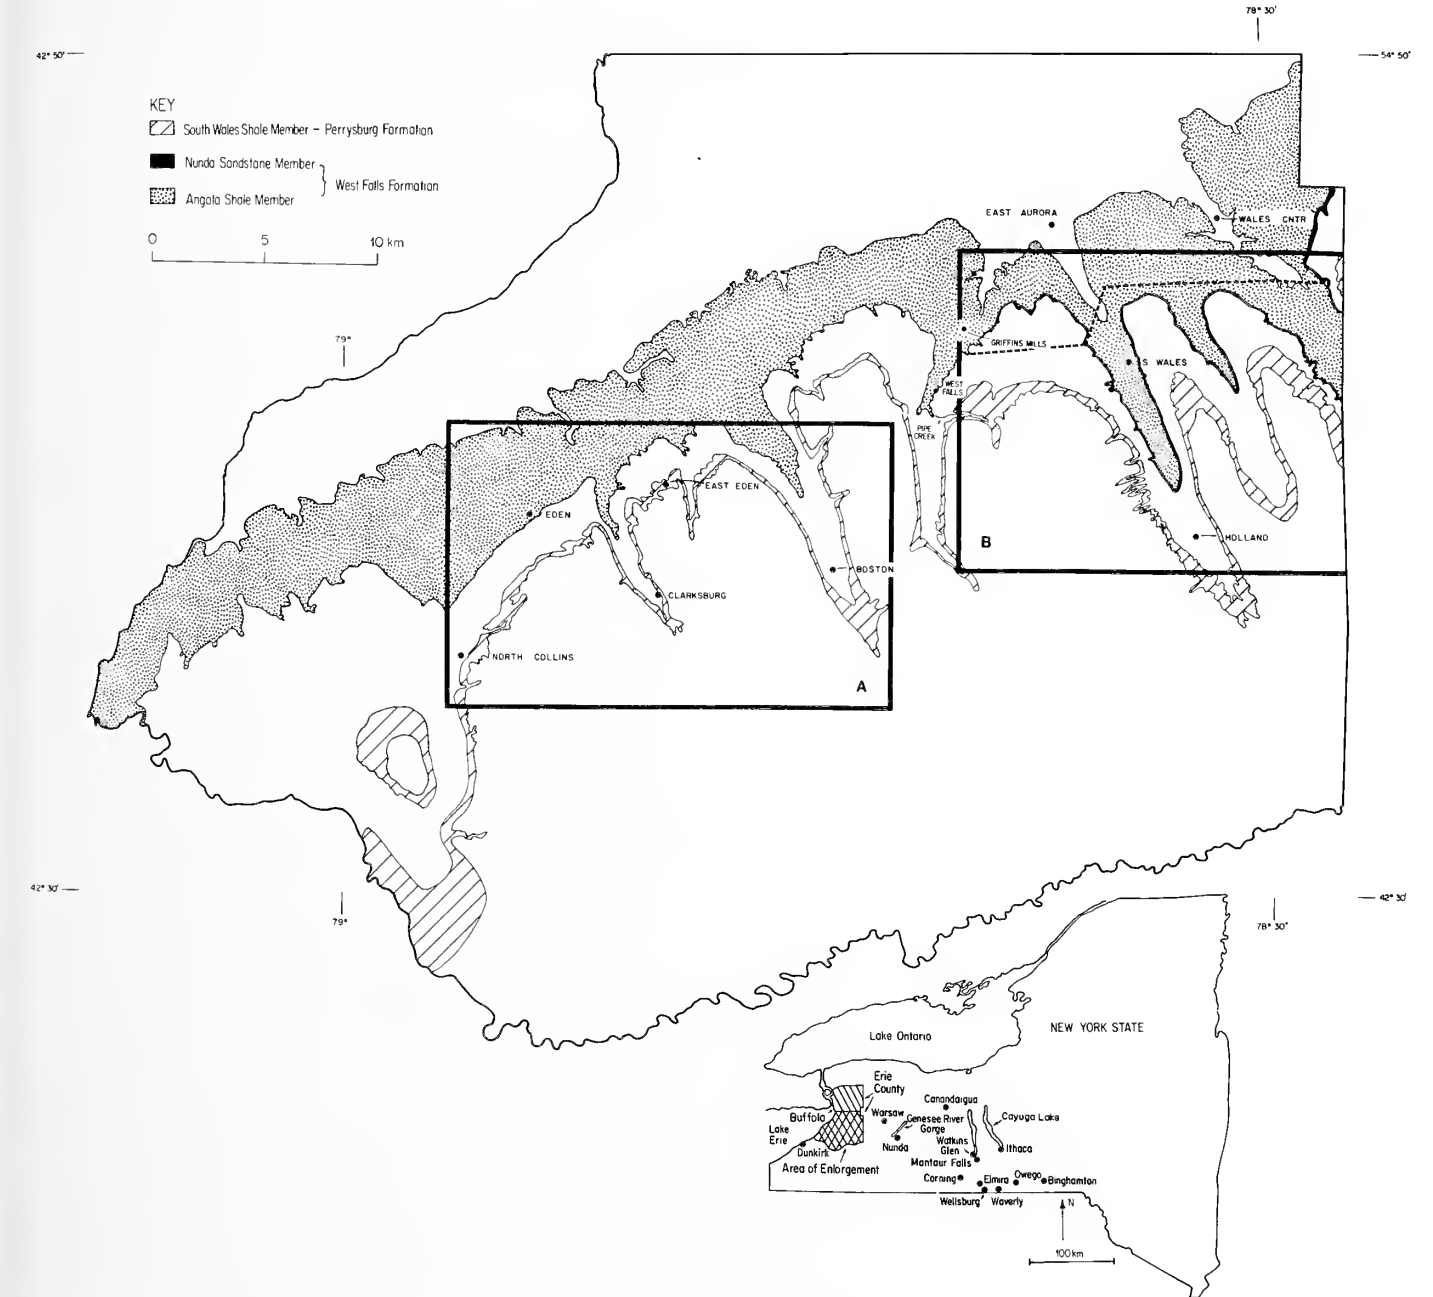 78° 30'
42° 50'
54° 50'
KEY
South Wales Shale Member – Perrysburg Formation
Nunda Sandstone Member
West Falls Formation
Angola Shale Member
0 5 10 km
EAST AURORA
WALES CNTR
79°
GRIFFINS MILLS
S WALES
WEST
FALLS
PIPE
CREEK
EAST EDEN
EDEN
HOLLAND
B
BOSTON
CLARKSBURG
NORTH COLLINS
A
42° 30'
79°
42° 30'
78° 30'
NEW YORK STATE
Lake Ontario
Erie
County
Canandaigua
Buffalo
Warsaw
Genesee River
Gorge
Cayuga Lake
Lake
Erie
Nunda
Watkins
Glen
Ithaca
Dunkirk
Mantour Falls
Area of Enlargement
Corning
Elmira
Owego
Binghamton
Wellsburg
Waverly
N
100km